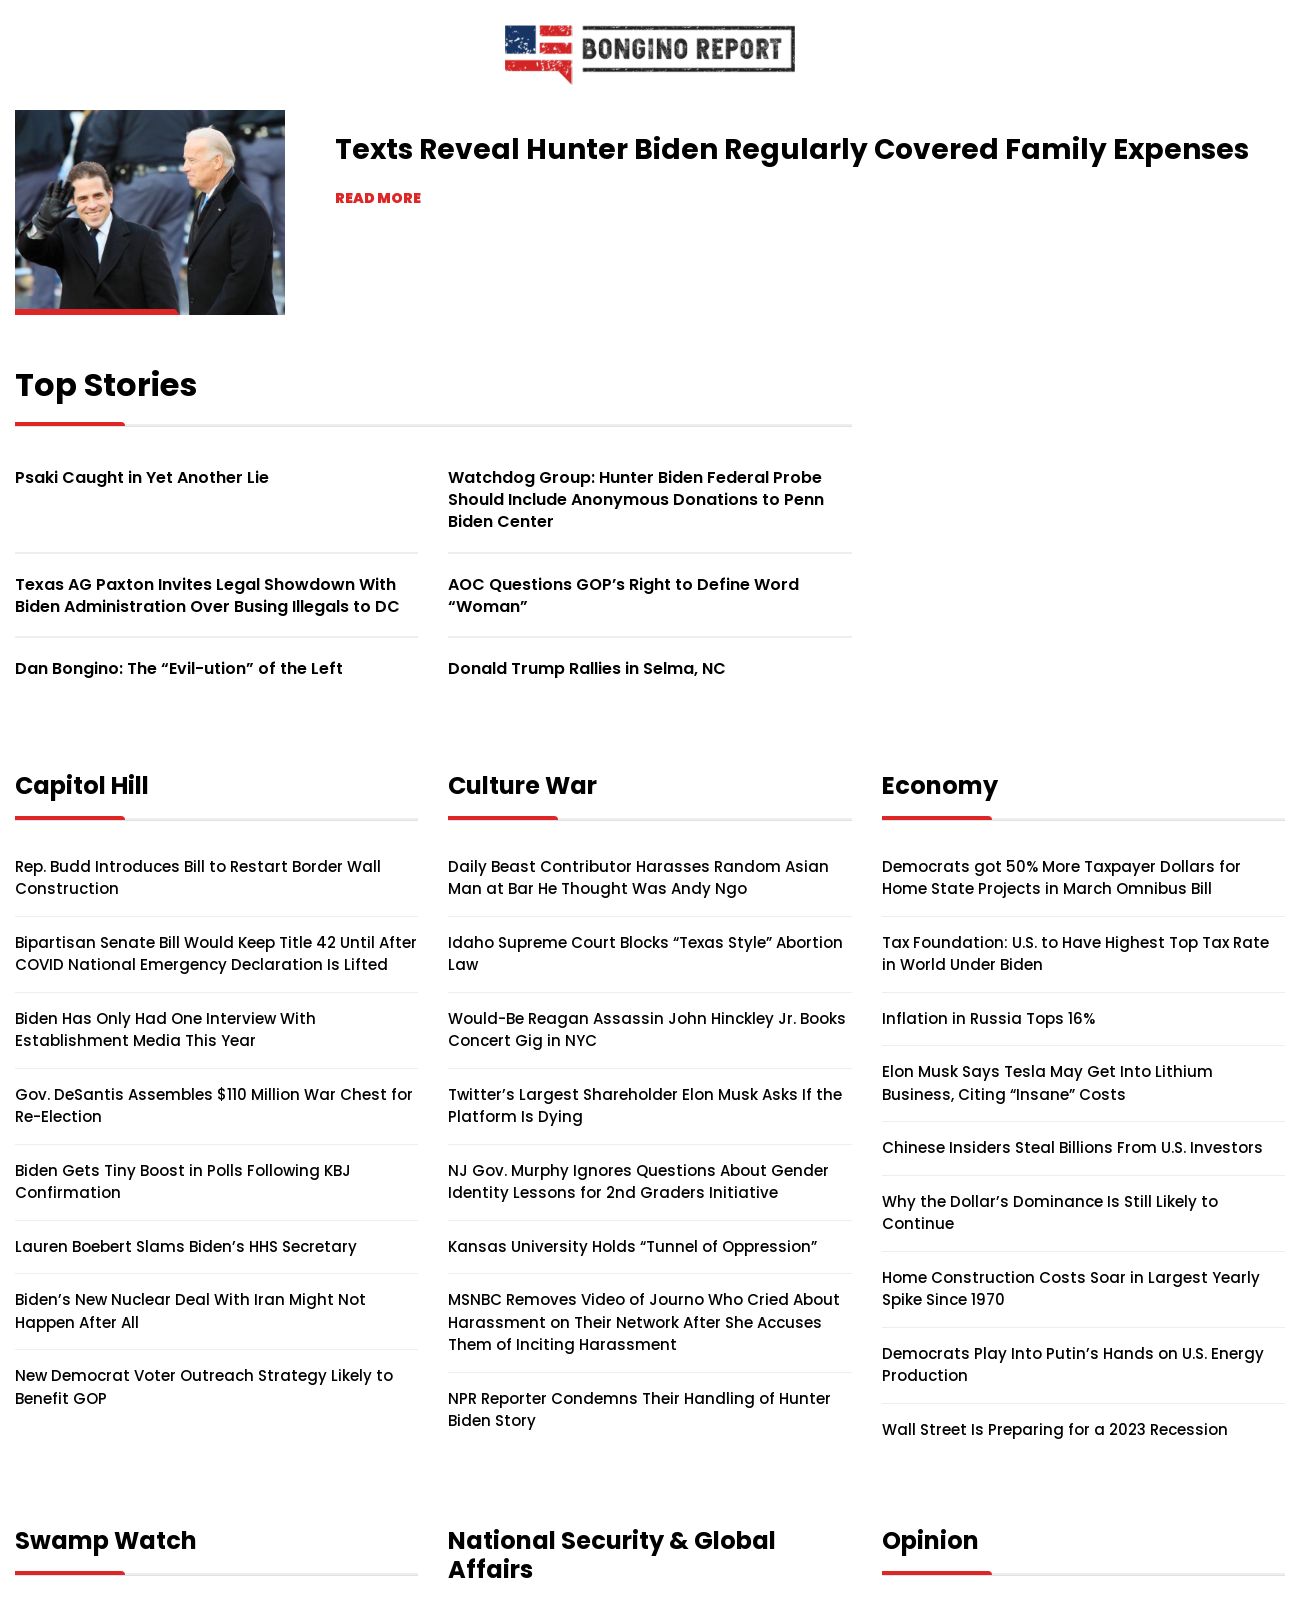 BONGINO REPORT
Texts Reveal Hunter Biden Regularly Covered Family Expenses
READ MORE
Top Stories
Psaki Caught in Yet Another Lie
Watchdog Group: Hunter Biden Federal Probe
Should Include Anonymous Donations to Penn
Biden Center
Texas AG Paxton Invites Legal Showdown With
Biden Administration Over Busing Illegals to DC
AOC Questions GOP’s Right to Define Word
“Woman”
Dan Bongino: The “Evil-ution” of the Left
Donald Trump Rallies in Selma, NC
Capitol Hill
Rep. Budd Introduces Bill to Restart Border Wall
Construction
Bipartisan Senate Bill Would Keep Title 42 Until After
COVID National Emergency Declaration Is Lifted
Biden Has Only Had One Interview With
Establishment Media This Year
Gov. DeSantis Assembles $110 Million War Chest for
Re-Election
Biden Gets Tiny Boost in Polls Following KBJ
Confirmation
Lauren Boebert Slams Biden’s HHS Secretary
Biden’s New Nuclear Deal With Iran Might Not
Happen After All
New Democrat Voter Outreach Strategy Likely to
Benefit GOP
Culture War
Daily Beast Contributor Harasses Random Asian
Man at Bar He Thought Was Andy Ngo
Idaho Supreme Court Blocks “Texas Style” Abortion
Law
Would-Be Reagan Assassin John Hinckley Jr. Books
Concert Gig in NYC
Twitter’s Largest Shareholder Elon Musk Asks If the
Platform Is Dying
NJ Gov. Murphy Ignores Questions About Gender
Identity Lessons for 2nd Graders Initiative
Kansas University Holds “Tunnel of Oppression”
MSNBC Removes Video of Journo Who Cried About
Harassment on Their Network After She Accuses
Them of Inciting Harassment
NPR Reporter Condemns Their Handling of Hunter
Biden Story
Economy
Democrats got 50% More Taxpayer Dollars for
Home State Projects in March Omnibus Bill
Tax Foundation: U.S. to Have Highest Top Tax Rate
in World Under Biden
Inflation in Russia Tops 16%
Elon Musk Says Tesla May Get Into Lithium
Business, Citing “Insane” Costs
Chinese Insiders Steal Billions From U.S. Investors
Why the Dollar’s Dominance Is Still Likely to
Continue
Home Construction Costs Soar in Largest Yearly
Spike Since 1970
Democrats Play Into Putin’s Hands on U.S. Energy
Production
Wall Street Is Preparing for a 2023 Recession
Swamp Watch
National Security & Global
Affairs
Opinion